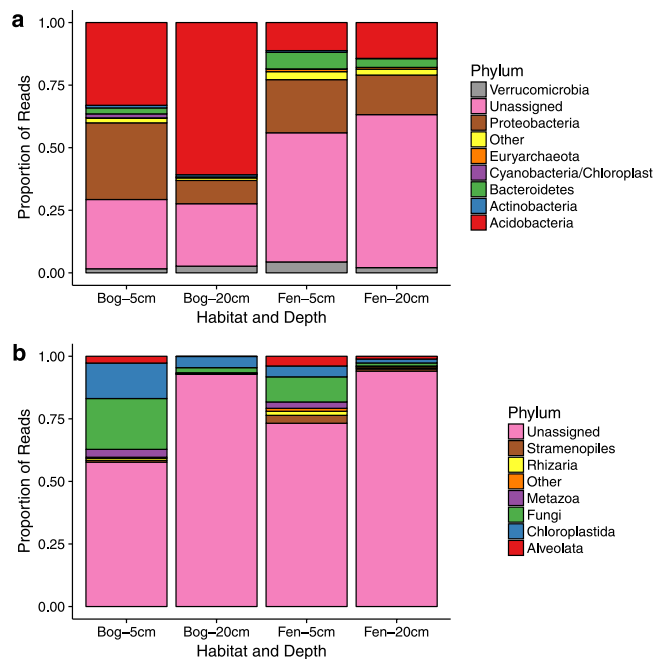 a
1.00
0.75
0.50
0.25
0.00
Proportion of Reads
Bog–5cm Bog–20cm Fen–5cm Fen–20cm
Habitat and Depth
Phylum
Verrucomicrobia
Unassigned
Proteobacteria
Other
Euryarchaeota
Cyanobacteria/Chloroplast
Bacteroidetes
Actinobacteria
Acidobacteria
b
1.00
0.75
0.50
0.25
0.00
Proportion of Reads
Bog–5cm Bog–20cm Fen–5cm Fen–20cm
Habitat and Depth
Phylum
Unassigned
Stramenopiles
Rhizaria
Other
Metazoa
Fungi
Chloroplastida
Alveolata